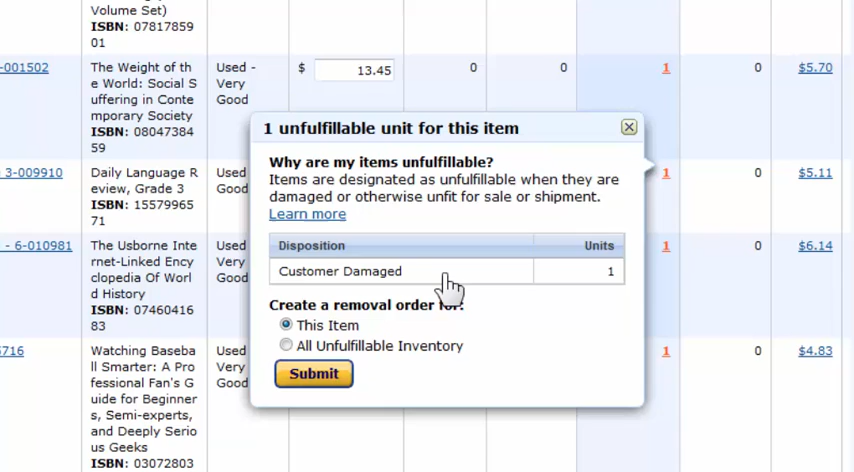 Volume Set)
ISBN: 07817859
01
-001502
The Weight of th
e World: Social S
uffering in Conte
mporary Society
ISBN: 08047384
59
Used -
Very
Good
$
13.45
0
0
1
0
$5.70
3-009910
Daily Language R
eview, Grade 3
ISBN: 15579965
71
Used
Good
1
0
$5.11
- 6-010981
The Usborne Inte
rnet-Linked Ency
clopedia Of Worl
d History
ISBN: 07460416
83
Used
Very
Good
1
0
$6.14
5716
Watching Baseba
ll Smarter: A Pro
fessional Fan's G
uide for Beginner
s, Semi-experts,
and Deeply Serio
us Geeks
ISBN: 03072803
Used
Very
Good
1
0
$4.83
1 unfulfillable unit for this item
Why are my items unfulfillable?
Items are designated as unfulfillable when they are
damaged or otherwise unfit for sale or shipment.
Learn more
Disposition Units
Customer Damaged 1
Create a removal order for:
This Item
All Unfulfillable Inventory
Submit